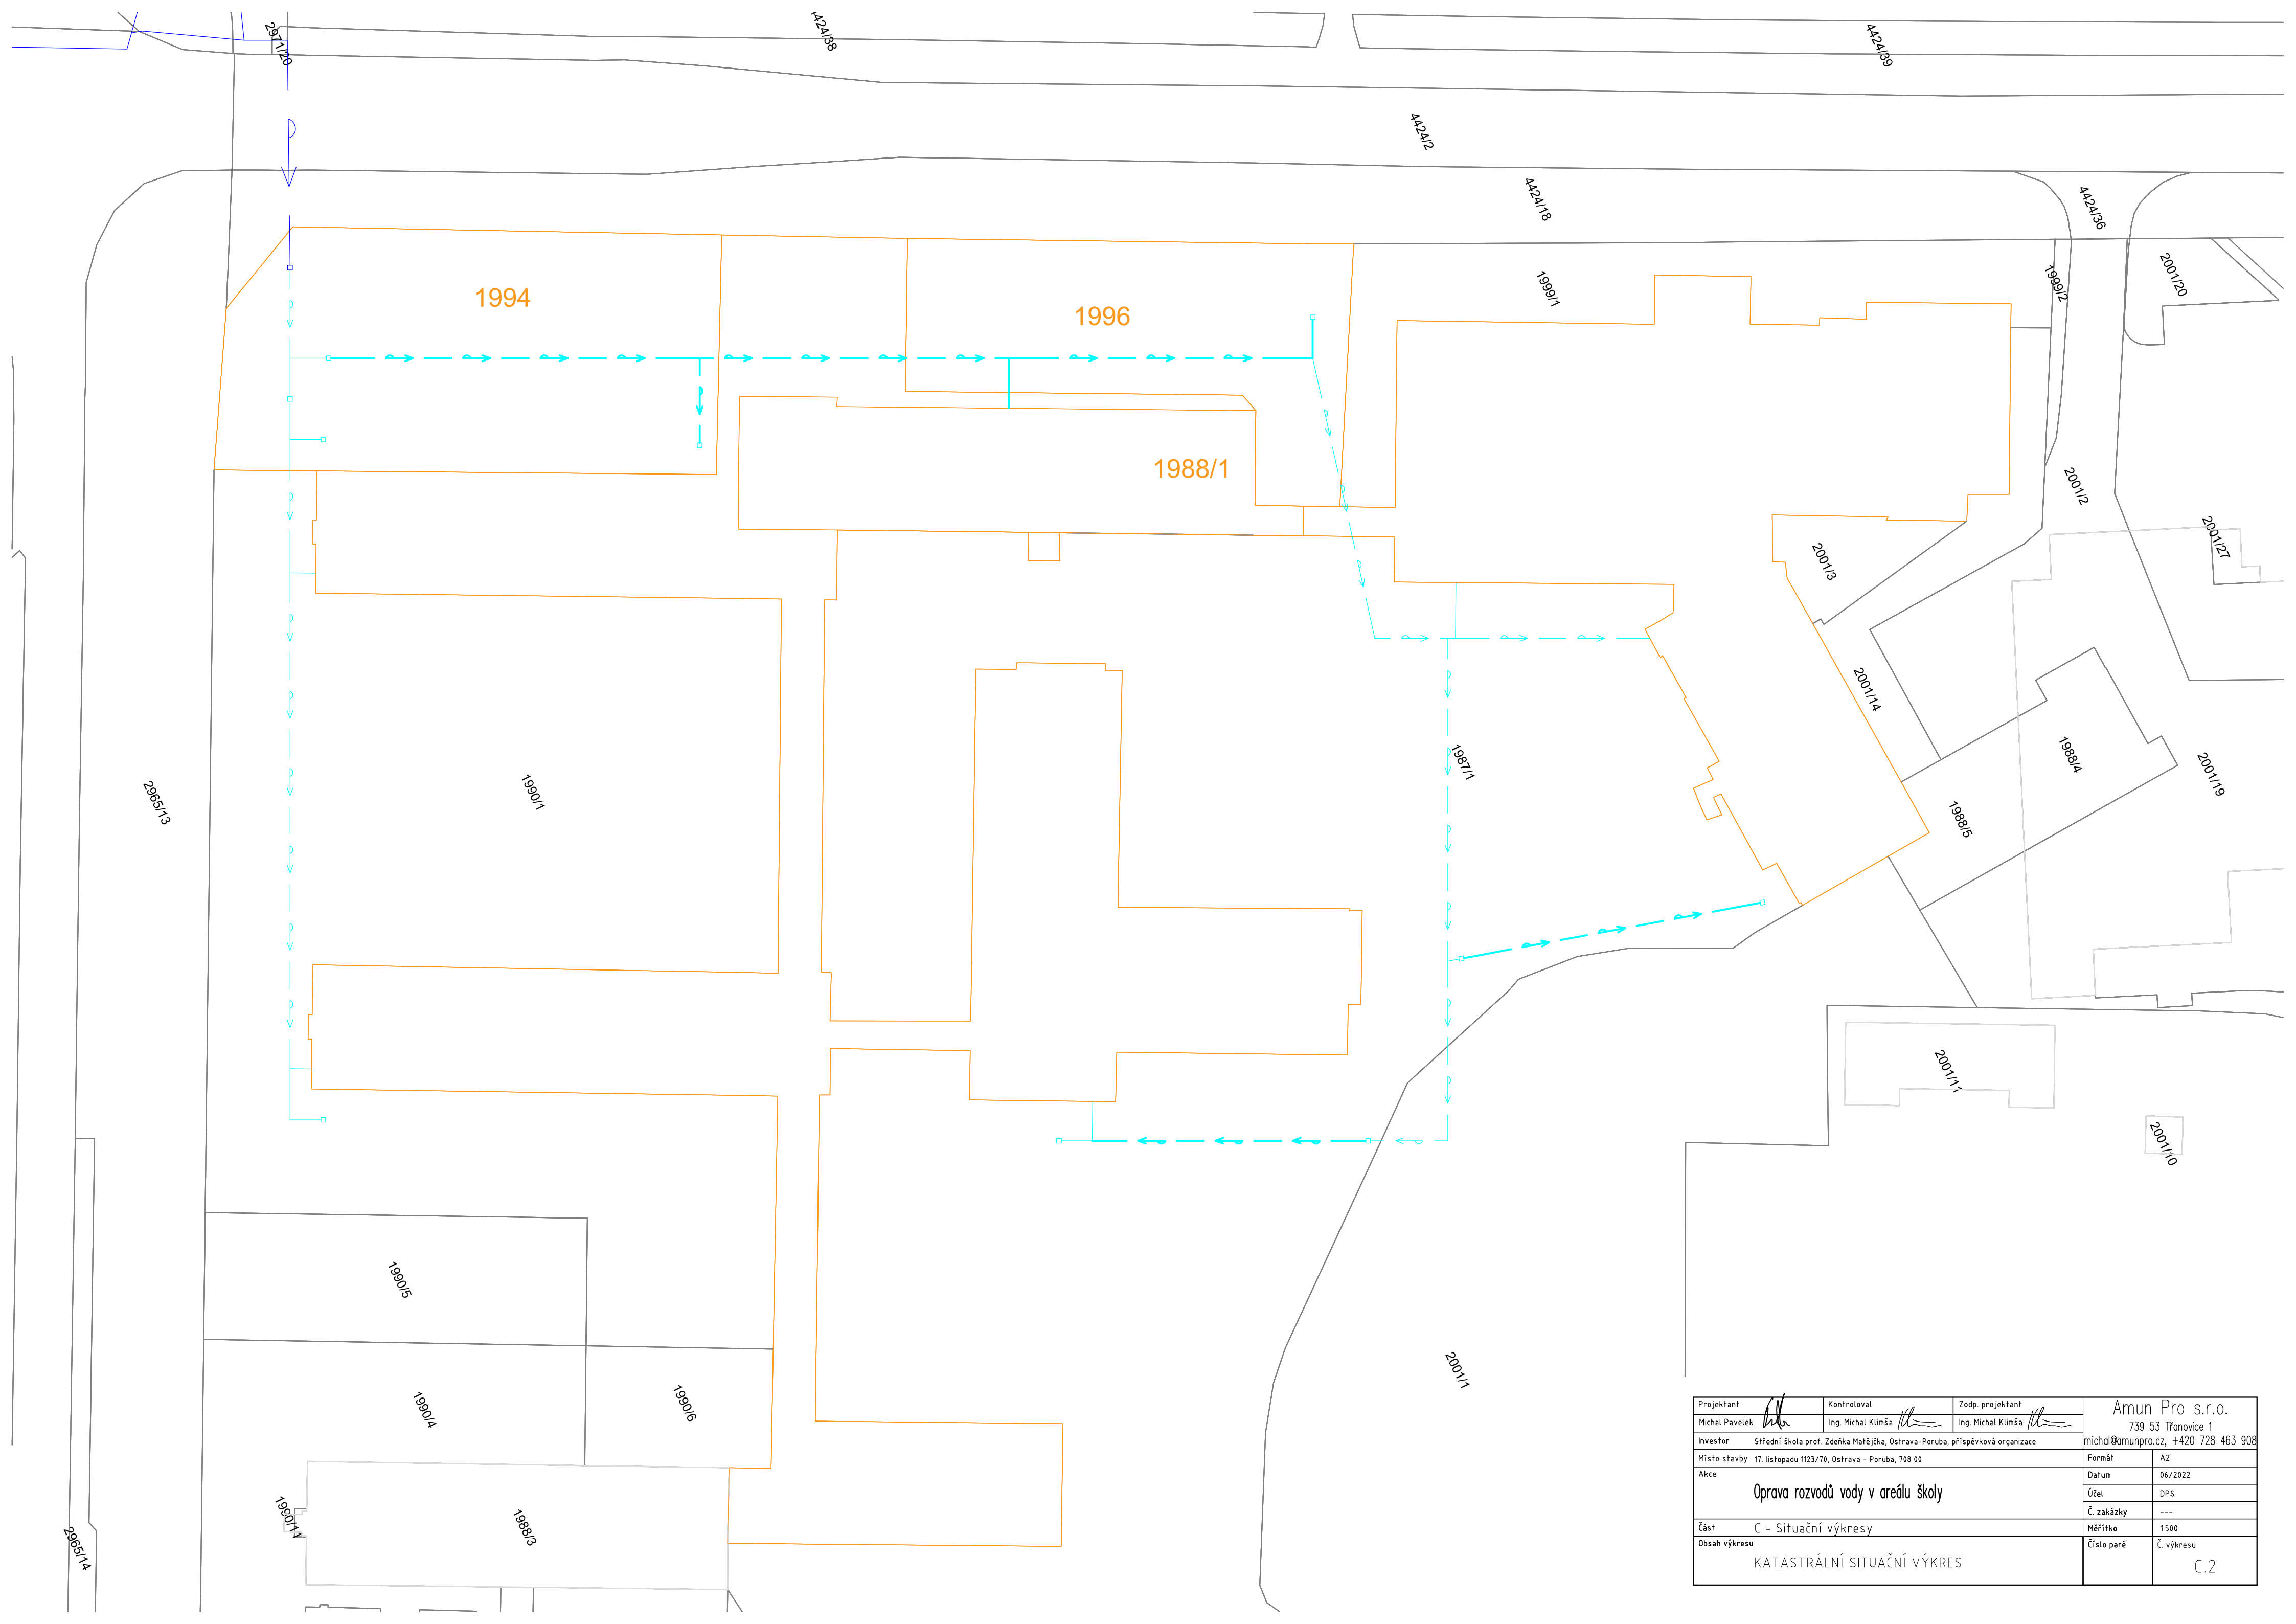 2971/20
4424/38
4424/39
4424/2
4424/18
4424/36
1994
1996
1999/1
1999/2
2001/20
1988/1
2001/2
2001/27
2001/3
2001/14
1987/1
1988/4
2001/19
1990/1
2965/13
1988/5
2001/11
2001/10
1990/5
2001/1
1990/4
1990/6
1990/11
1988/3
2965/14
Projektant Kontroloval Zodp. projektant
Michal Pavelek Ing. Michal Klimša Ing. Michal Klimša
Amun Pro s.r.o.
739 53 Třanovice 1
michal@amunpro.cz, +420 728 463 908
Investor Střední škola prof. Zdeňka Matějčka, Ostrava-Poruba, příspěvková organizace
Místo stavby 17. listopadu 1123/70, Ostrava - Poruba, 708 00
Formát A2
Akce
Oprava rozvodů vody v areálu školy
Datum 06/2022
Účel DPS
Č. zakázky ---
Část C - Situační výkresy
Měřítko 1:500
Obsah výkresu
KATASTRÁLNÍ SITUAČNÍ VÝKRES
Číslo paré Č. výkresu
C.2